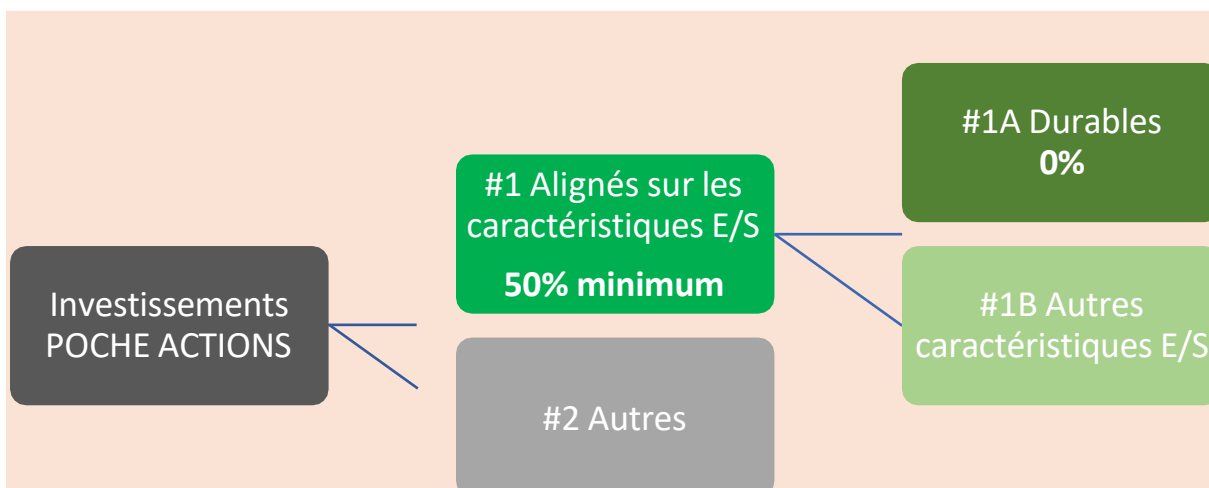 Investissements
POCHE ACTIONS
#1 Alignés sur les
caractéristiques E/S
50% minimum
#2 Autres
#1A Durables
0%
#1B Autres
caractéristiques E/S